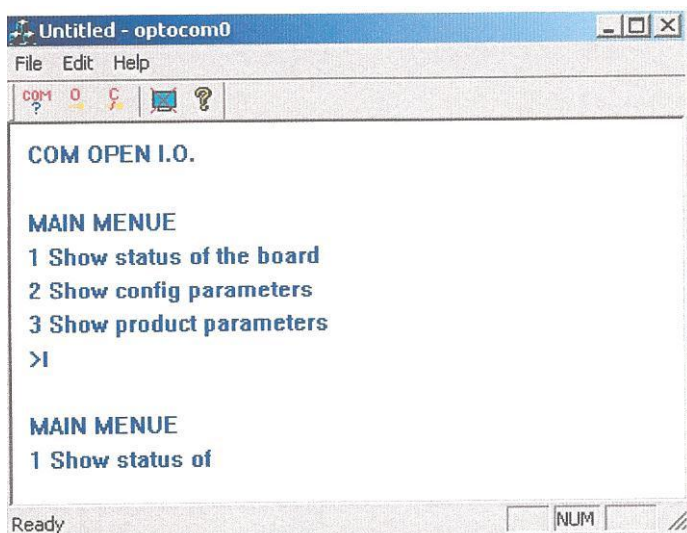 Untitled - optocom0
File Edit Help
COM ? O C ?
COM OPEN I.O.
MAIN MENUE
1 Show status of the board
2 Show config parameters
3 Show product parameters
>I
MAIN MENUE
1 Show status of
Ready NUM